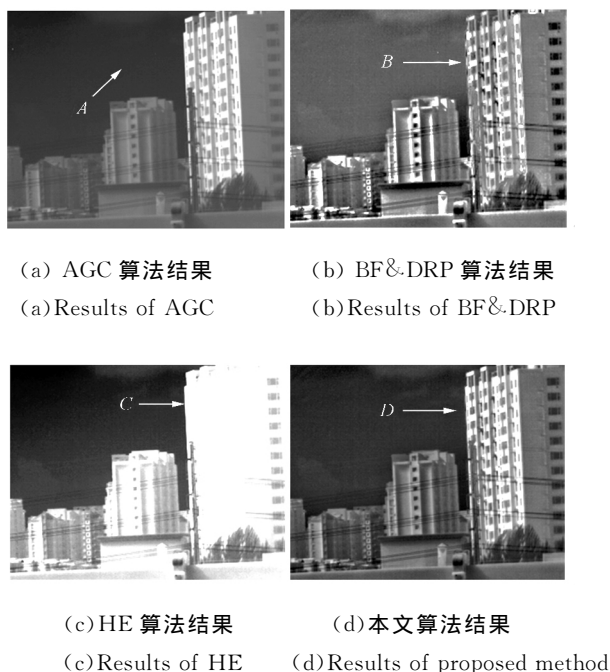 A
B
(a) AGC 算法结果
(b) BF&DRP 算法结果
(a)Results of AGC
(b)Results of BF&DRP
C
D
(c)HE 算法结果
(d)本文算法结果
(c)Results of HE
(d)Results of proposed method